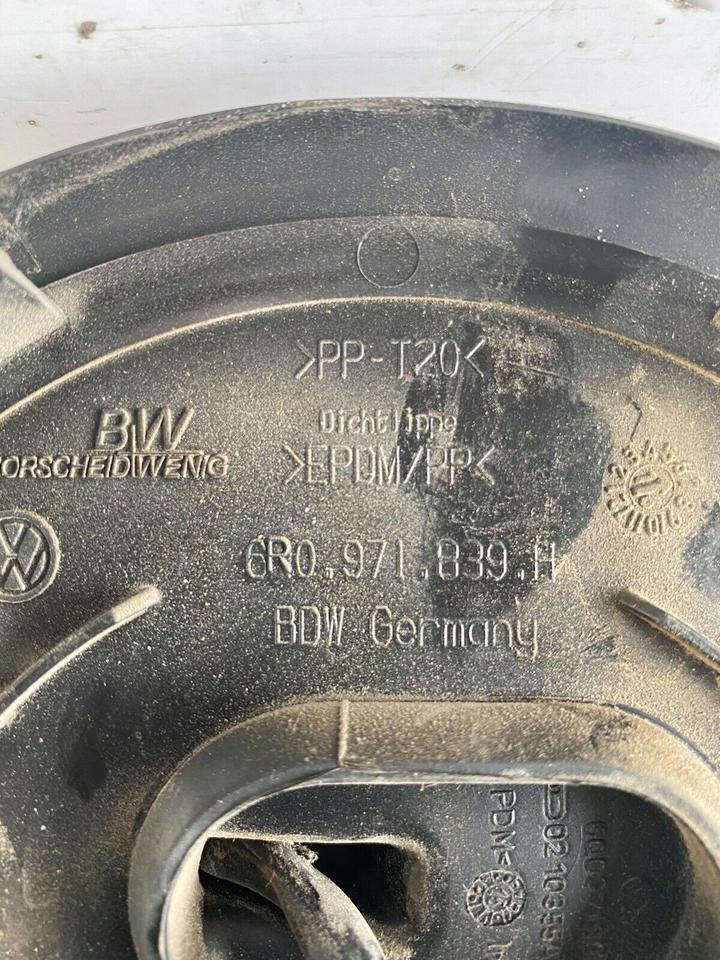 >PP-T20<
BW
Dichtlippe
ORSCHEIDWENIG
>EPDM/PP<
6R0.971.839.H
BDW Germany
PDM<